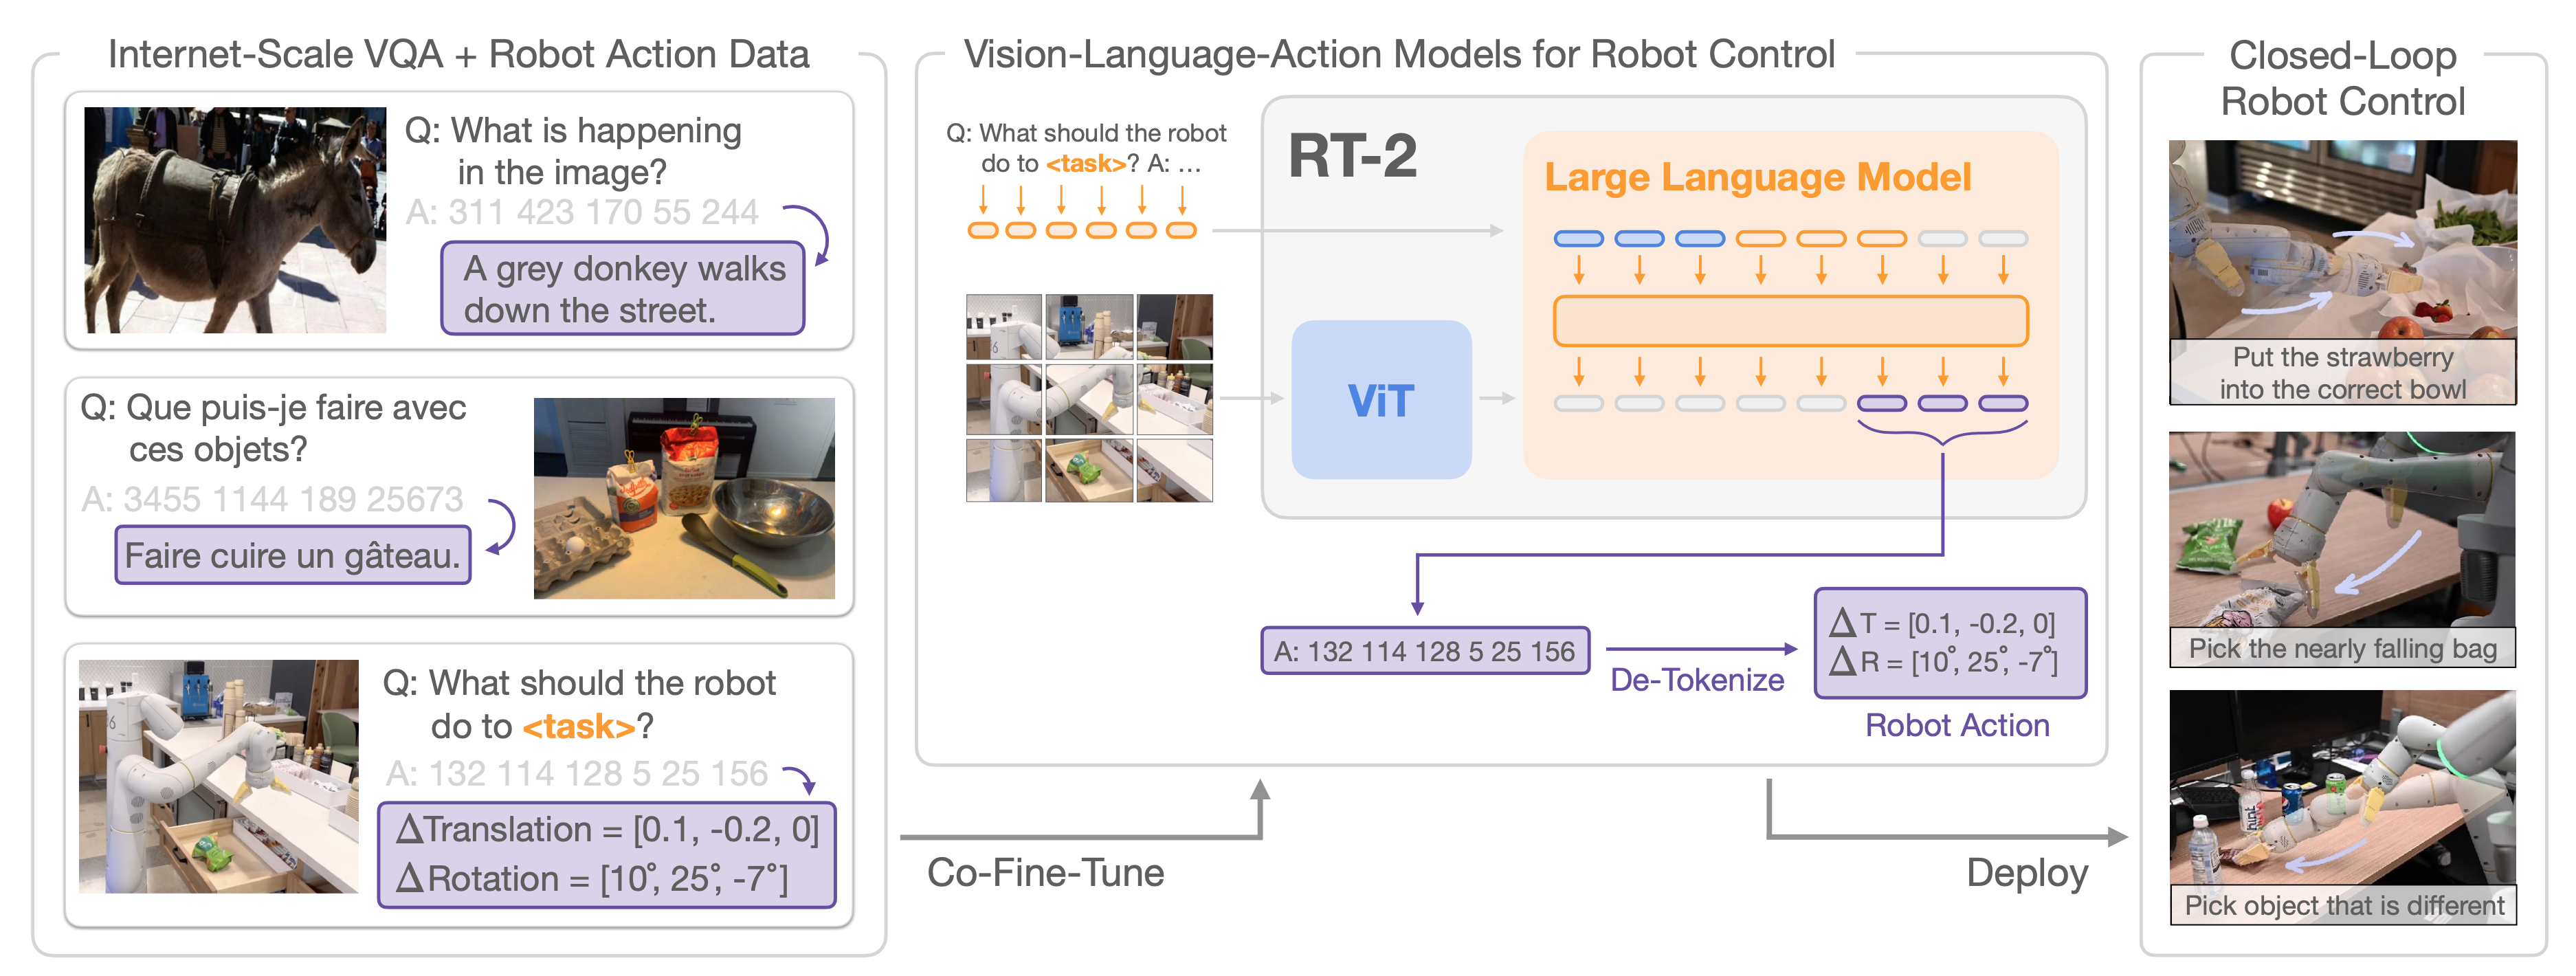 Internet-Scale VQA + Robot Action Data
Q: What is happening
in the image?
A: 311 423 170 55 244
A grey donkey walks
down the street.
Q: Que puis-je faire avec
ces objets?
A: 3455 1144 189 25673
Faire cuire un gâteau.
Q: What should the robot
do to <task>?
A: 132 114 128 5 25 156
ΔTranslation = [0.1, -0.2, 0]
ΔRotation = [10°, 25°, -7°]
Co-Fine-Tune
Vision-Language-Action Models for Robot Control
Q: What should the robot
do to <task>? A: ...
RT-2
Large Language Model
ViT
A: 132 114 128 5 25 156
De-Tokenize
ΔT = [0.1, -0.2, 0]
ΔR = [10°, 25°, -7°]
Robot Action
Deploy
Closed-Loop
Robot Control
Put the strawberry
into the correct bowl
Pick the nearly falling bag
Pick object that is different